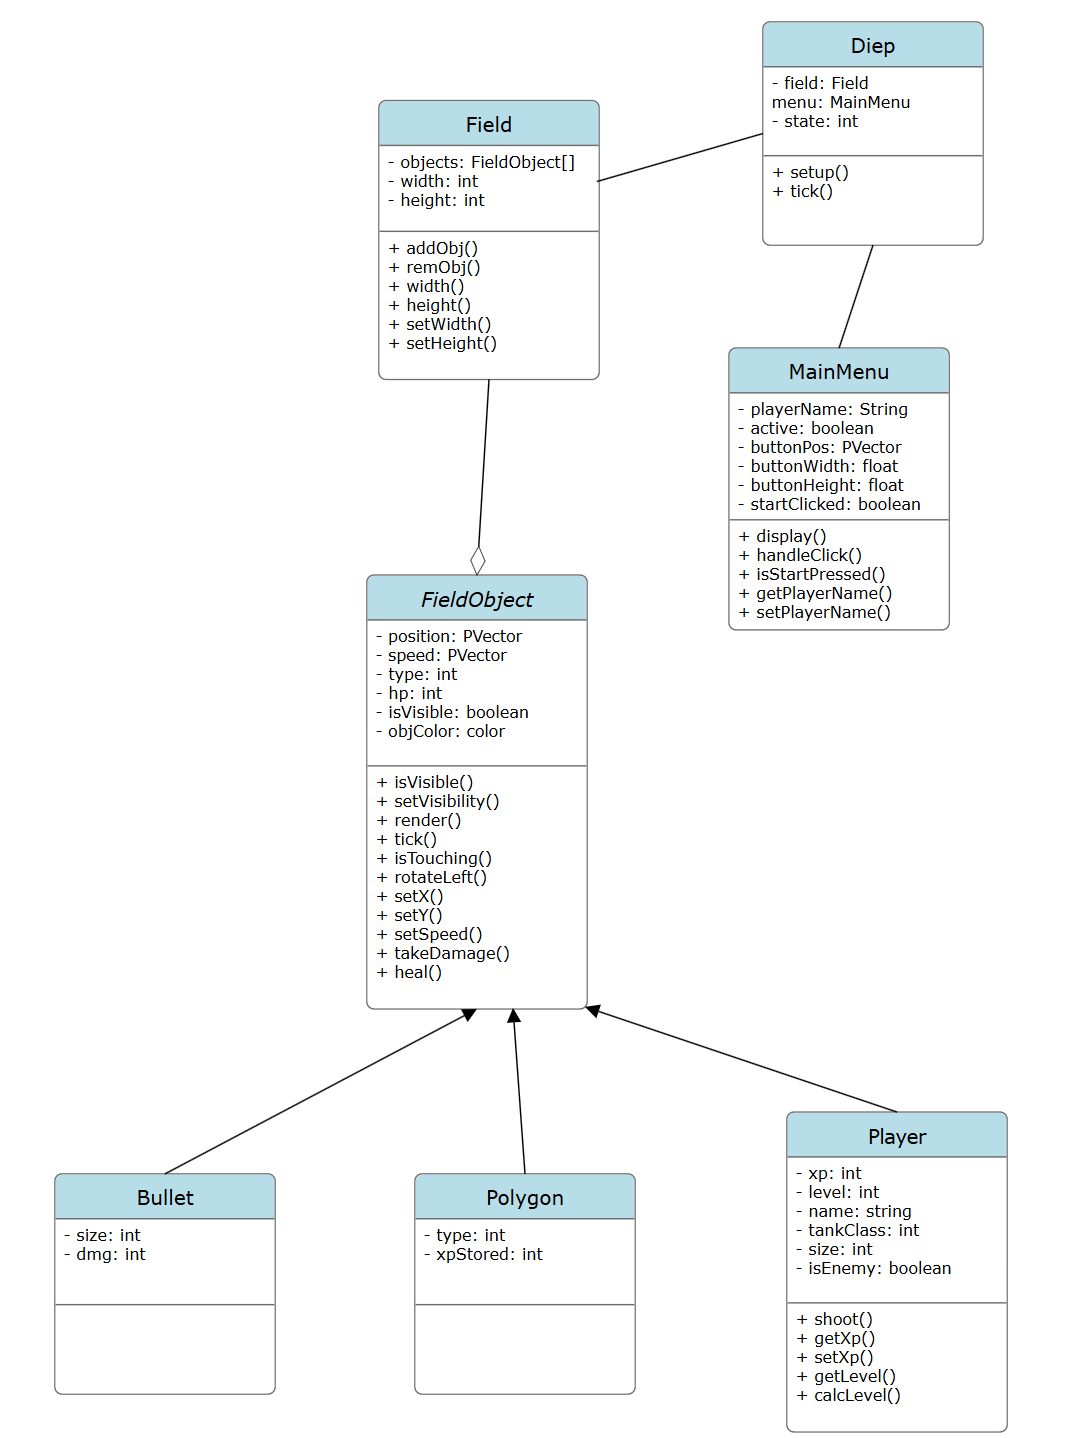 Diep
- field: Field
menu: MainMenu
- state: int
+ setup()
+ tick()
Field
- objects: FieldObject[]
- width: int
- height: int
+ addObj()
+ remObj()
+ width()
+ height()
+ setWidth()
+ setHeight()
MainMenu
- playerName: String
- active: boolean
- buttonPos: PVector
- buttonWidth: float
- buttonHeight: float
- startClicked: boolean
+ display()
+ handleClick()
+ isStartPressed()
+ getPlayerName()
+ setPlayerName()
FieldObject
- position: PVector
- speed: PVector
- type: int
- hp: int
- isVisible: boolean
- objColor: color
+ isVisible()
+ setVisibility()
+ render()
+ tick()
+ isTouching()
+ rotateLeft()
+ setX()
+ setY()
+ setSpeed()
+ takeDamage()
+ heal()
Bullet
- size: int
- dmg: int
Polygon
- type: int
- xpStored: int
Player
- xp: int
- level: int
- name: string
- tankClass: int
- size: int
- isEnemy: boolean
+ shoot()
+ getXp()
+ setXp()
+ getLevel()
+ calcLevel()